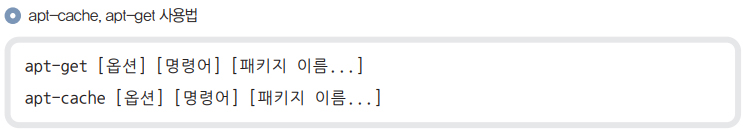 apt-cache, apt-get 사용법
apt-get [옵션] [명령어] [패키지 이름...]
apt-cache [옵션] [명령어] [패키지 이름...]